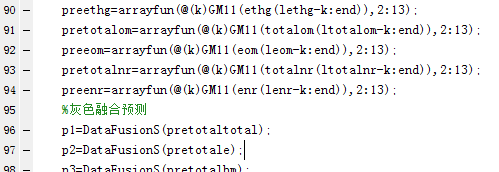 90 - preethg=arrayfun(@(k)GM11(ethg(lethg-k:end)),2:13);
91 - pretotalom=arrayfun(@(k)GM11(totalom(ltotalom-k:end)),2:13);
92 - preeom=arrayfun(@(k)GM11(eom(leom-k:end)),2:13);
93 - pretotalnr=arrayfun(@(k)GM11(totalnr(ltotalnr-k:end)),2:13);
94 - preenr=arrayfun(@(k)GM11(enr(lenr-k:end)),2:13);
95 %灰色融合预测
96 - p1=DataFusionS(pretotaltotal);
97 - p2=DataFusionS(pretotale);
98 - p3=DataFusionS(pretotalhm);